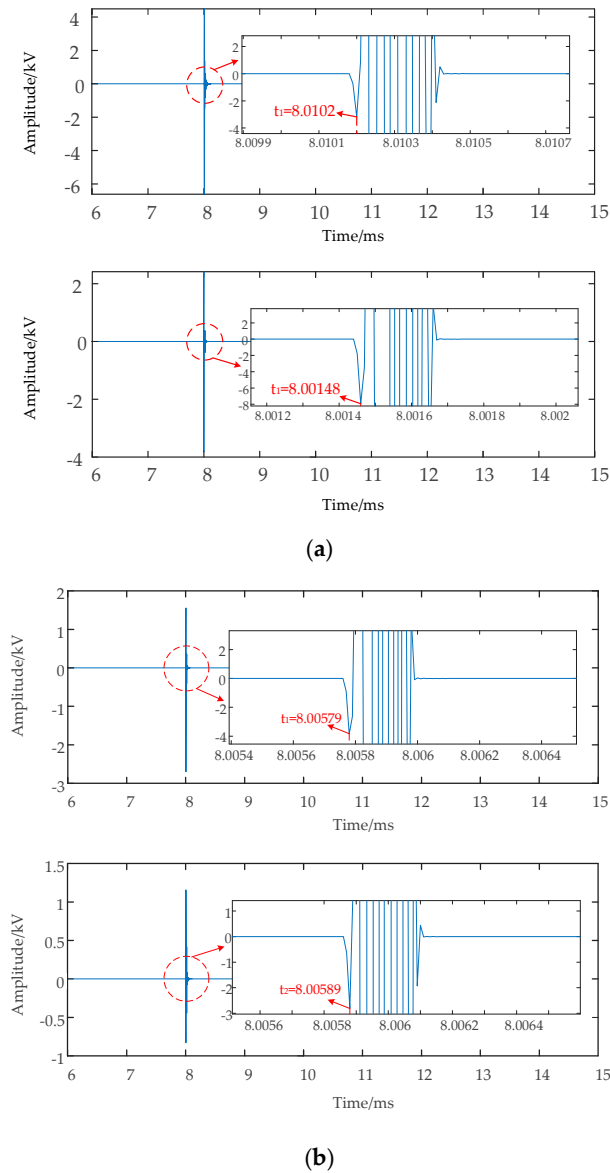 4
2
0
-2
-4
-6
Amplitude/kV
2
0
-2
-4
t₁=8.0102
8.0099 8.0101 8.0103 8.0105 8.0107
6 7 8 9 10 11 12 13 14 15
Time/ms
2
0
-2
-4
Amplitude/kV
2
0
-2
-4
-6
-8
t₁=8.00148
8.0012 8.0014 8.0016 8.0018 8.002
6 7 8 9 10 11 12 13 14 15
Time/ms
(a)
2
1
0
-1
-2
-3
Amplitude/kV
2
0
-2
-4
t₁=8.00579
8.0054 8.0056 8.0058 8.006 8.0062 8.0064
6 7 8 9 10 11 12 13 14 15
Time/ms
1.5
1
0.5
0
-0.5
-1
Amplitude/kV
1
0
-1
-2
-3
t₂=8.00589
8.0056 8.0058 8.006 8.0062 8.0064
6 7 8 9 10 11 12 13 14 15
Time/ms
(b)